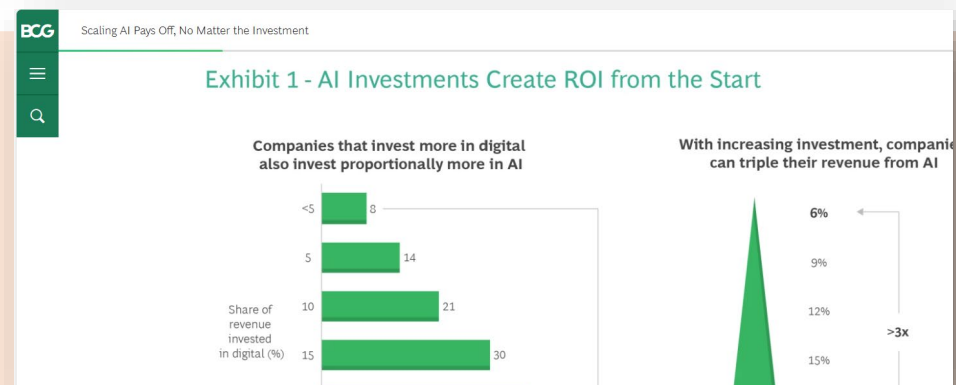 BCG
Scaling AI Pays Off, No Matter the Investment
Exhibit 1 - AI Investments Create ROI from the Start
Companies that invest more in digital
also invest proportionally more in AI
<5
8
5
14
10
21
15
30
Share of
revenue
invested
in digital (%)
With increasing investment, companie
can triple their revenue from AI
6%
9%
12%
15%
>3x